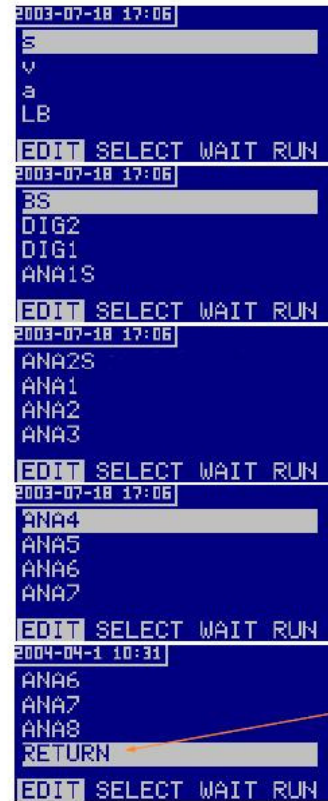 2003-07-18 17:06
s
v
a
LB
EDIT SELECT WAIT RUN
2003-07-18 17:06
BS
DIG2
DIG1
ANA1S
EDIT SELECT WAIT RUN
2003-07-18 17:06
ANA2S
ANA1
ANA2
ANA3
EDIT SELECT WAIT RUN
2003-07-18 17:06
ANA4
ANA5
ANA6
ANA7
EDIT SELECT WAIT RUN
2004-04-1 10:31
ANA6
ANA7
ANA8
RETURN
EDIT SELECT WAIT RUN